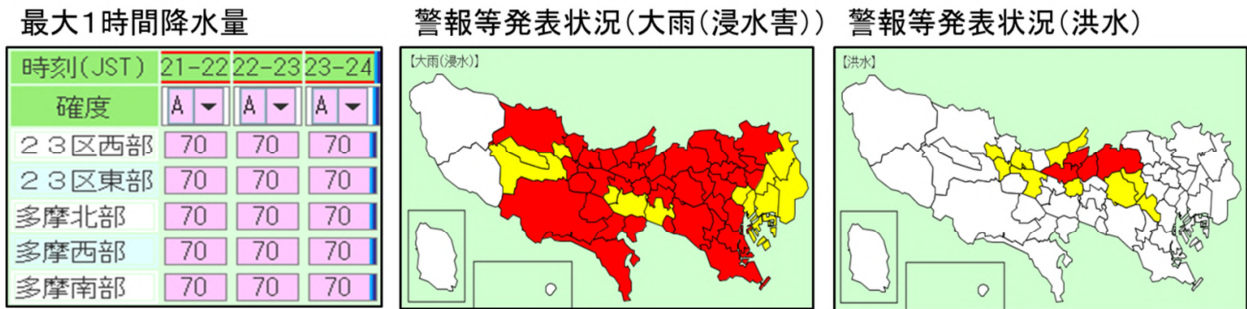 最大1時間降水量
時刻(JST) 21-22 22-23 23-24
確度 A A A
23区西部 70 70 70
23区東部 70 70 70
多摩北部 70 70 70
多摩西部 70 70 70
多摩南部 70 70 70
警報等発表状況(大雨(浸水害))
【大雨(浸水)】
警報等発表状況(洪水)
【洪水】